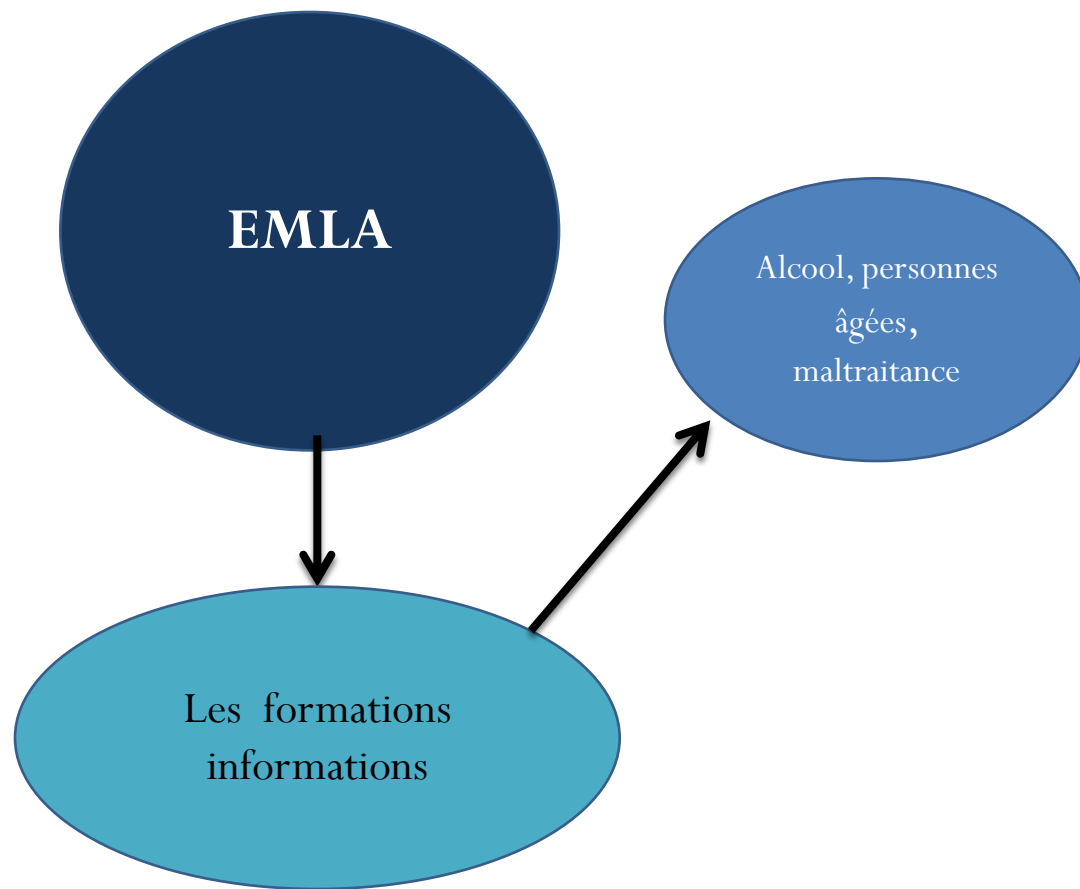 EMLA
Alcool, personnes
âgées,
maltraitance
Les formations
informations